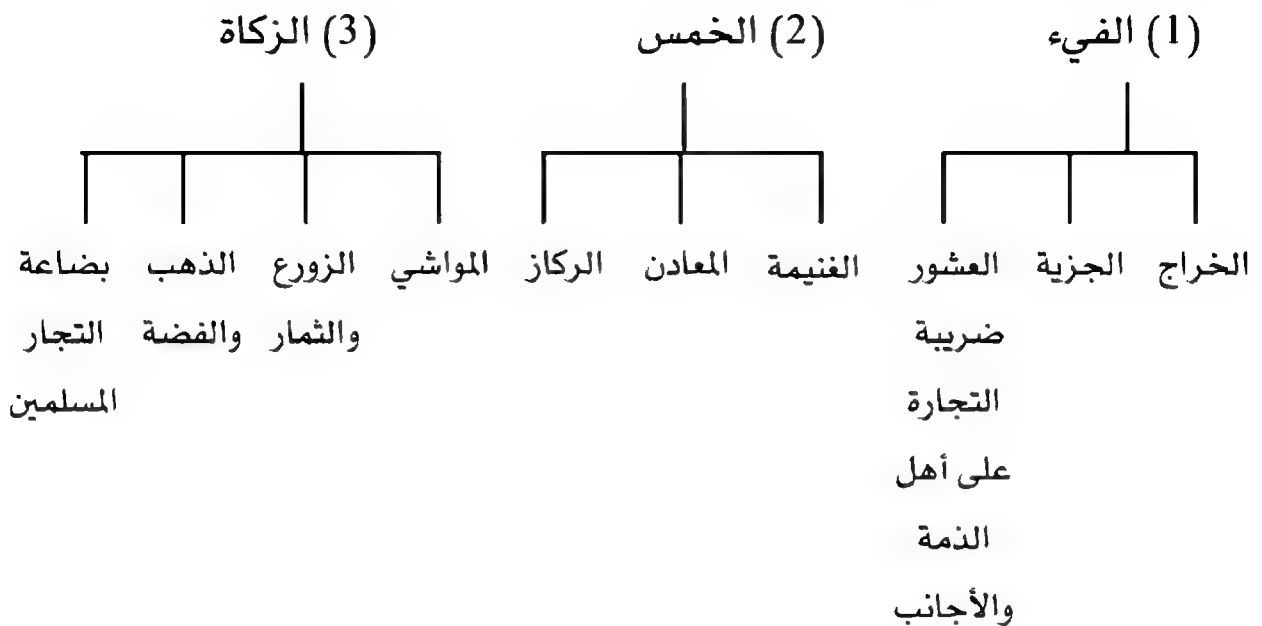 (1) الفيء (2) الخمس (3) الزكاة
الخراج الجزية العشور الغنيمة المعادن الركاز المواشي الزورع الذهب بضاعة
ضريبة والثمار والفضة التجار
التجارة المسلمين
على أهل
الذمة
والأجانب